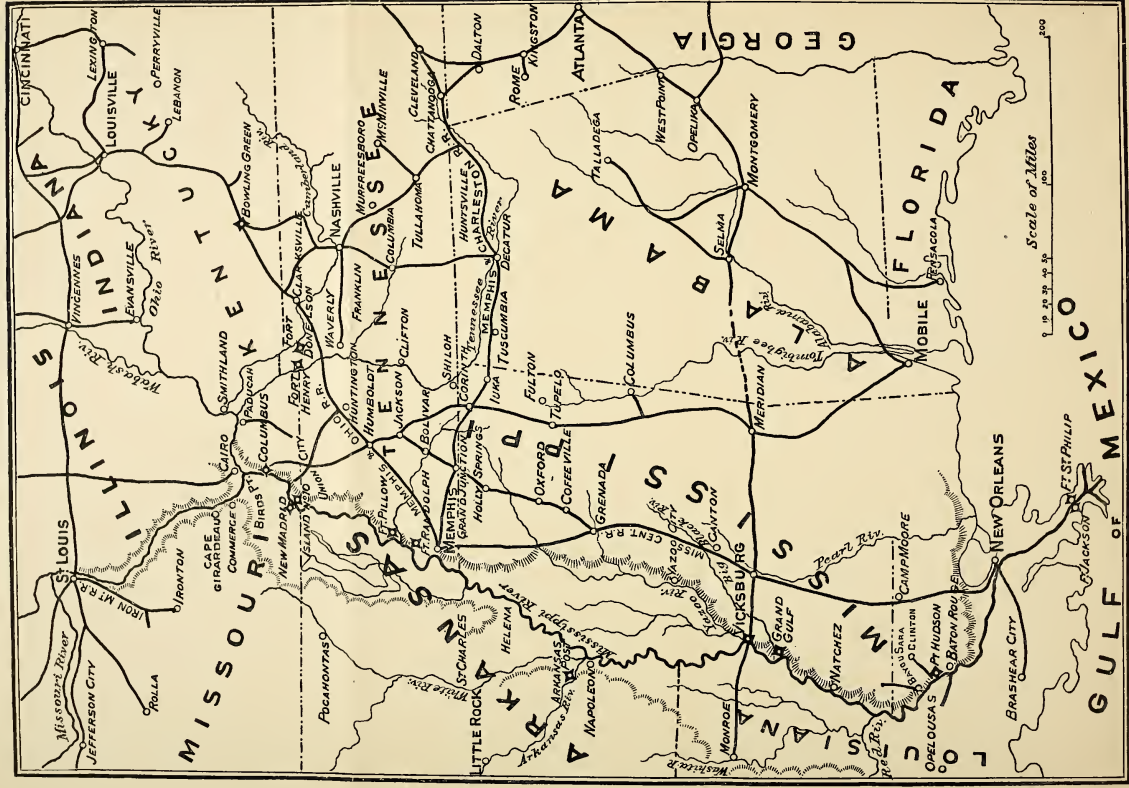 CINCINNATI
LEXINGTON
PERRYVILLE
LEBANON
LOUISVILLE
KENTUCKY
INDIANA
VINCENNES
EVANSVILLE
Ohio River
BOWLING GREEN
Cumberland Riv.
ILLINOIS
Wabash Riv.
SMITHLAND
PADUCAH
CAIRO
COLUMBUS
BIRDS PT.
ST. LOUIS
Missouri River
JEFFERSON CITY
IRON MT. R.R.
IRONTON
ROLLA
CAPE GIRARDEAU
COMMERCE
MISSOURI
NEW MADRID
ISLAND NO 10
UNION CITY
MEMPHIS & OHIO R.R.
FORT HENRY
FORT DONELSON
CLARKSVILLE
NASHVILLE
WAVERLY
FRANKLIN
COLUMBIA
MURFREESBORO
McMINVILLE
TULLAHOMA
TENNESSEE
CLEVELAND
CHATTANOOGA
DALTON
KINGSTON
ROME
ATLANTA
GEORGIA
HUNTINGTON
HUMBOLDT
JACKSON
CLIFTON
BOLIVAR
SHILOH
CORINTH
IUKA
TUSCUMBIA
DECATUR
HUNTSVILLE
Tennessee River
MEMPHIS & CHARLESTON R.R.
FT. PILLOW
FT. RANDOLPH
MEMPHIS
MEMPHIS
GRAND JUNCTION
HOLLY SPRINGS
OXFORD
COFFEEVILLE
GRENADA
TUPELO
FULTON
COLUMBUS
POCAHONTAS
ARKANSAS
ST. CHARLES
White Riv.
HELENA
Mississippi River
LITTLE ROCK
Arkansas Riv.
ARKANSAS POST
NAPOLEON
MISSISSIPPI
MISS. CENT. R.R.
YAZOO CITY
Yazoo Riv.
Big Black Riv.
CANTON
VICKSBURG
GRAND GULF
NATCHEZ
Pearl Riv.
MERIDIAN
ALABAMA
TALLADEGA
WEST POINT
OPELIKA
MONTGOMERY
SELMA
Alabama Riv.
Tombigbee Riv.
MOBILE
PENSACOLA
FLORIDA
MONROE
Washita R.
Red Riv.
LOUISIANA
OPELOUSAS
BAYOU SARA
CLINTON
PT. HUDSON
BATON ROUGE
CAMP MOORE
NEW ORLEANS
BRASHEAR CITY
FT. ST. PHILIP
FT. JACKSON
GULF OF MEXICO
Scale of Miles
0 10 20 30 40 50 100 200